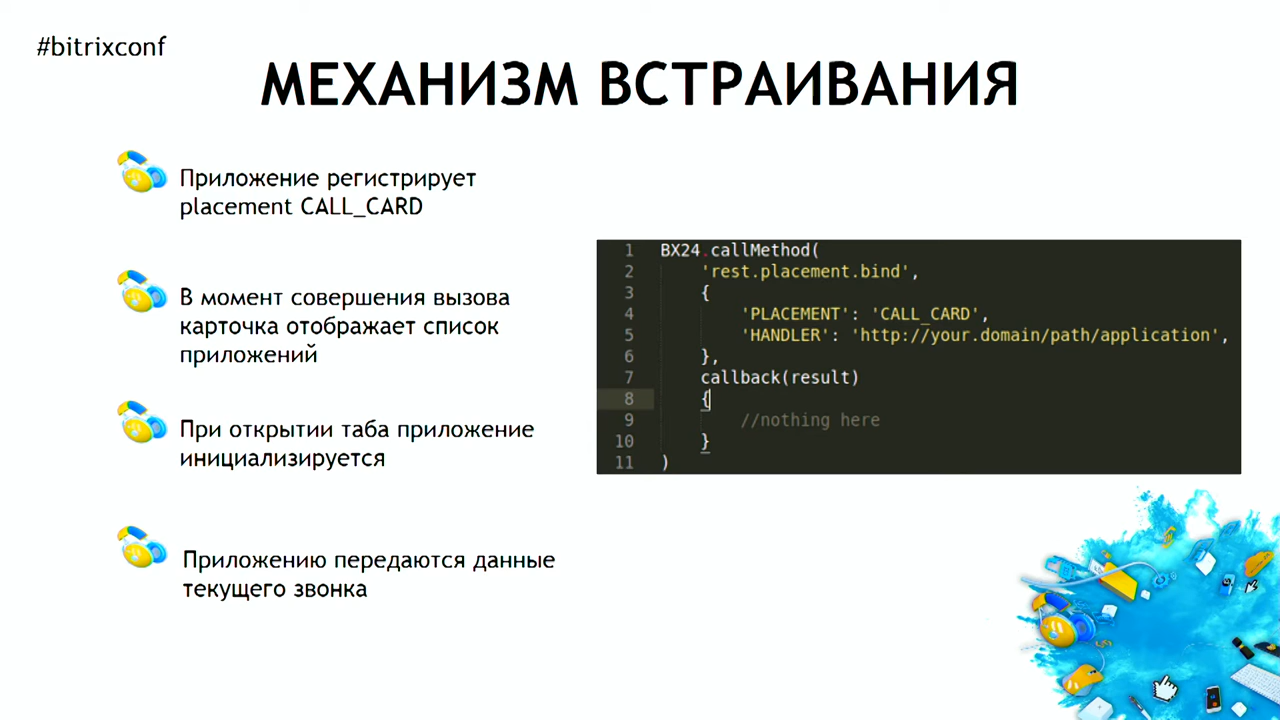 #bitrixconf
МЕХАНИЗМ ВСТРАИВАНИЯ
Приложение регистрирует
placement CALL_CARD
В момент совершения вызова
карточка отображает список
приложений
При открытии таба приложение
инициализируется
Приложению передаются данные
текущего звонка
1 BX24.callMethod(
2 'rest.placement.bind',
3 {
4 'PLACEMENT': 'CALL_CARD',
5 'HANDLER': 'http://your.domain/path/application',
6 },
7 callback(result)
8 {
9 //nothing here
10 }
11 )